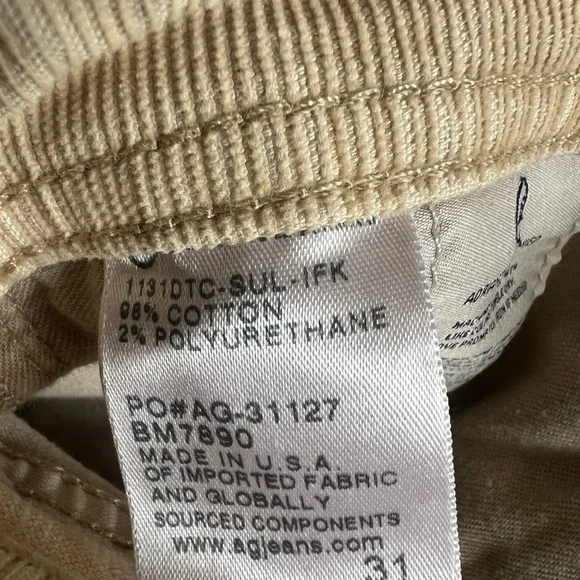 1131DTC-SUL-IFK
98% COTTON
2% POLYURETHANE
PO#AG-31127
BM7890
MADE IN U.S.A.
OF IMPORTED FABRIC
AND GLOBALLY
SOURCED COMPONENTS
www.agjeans.com
31